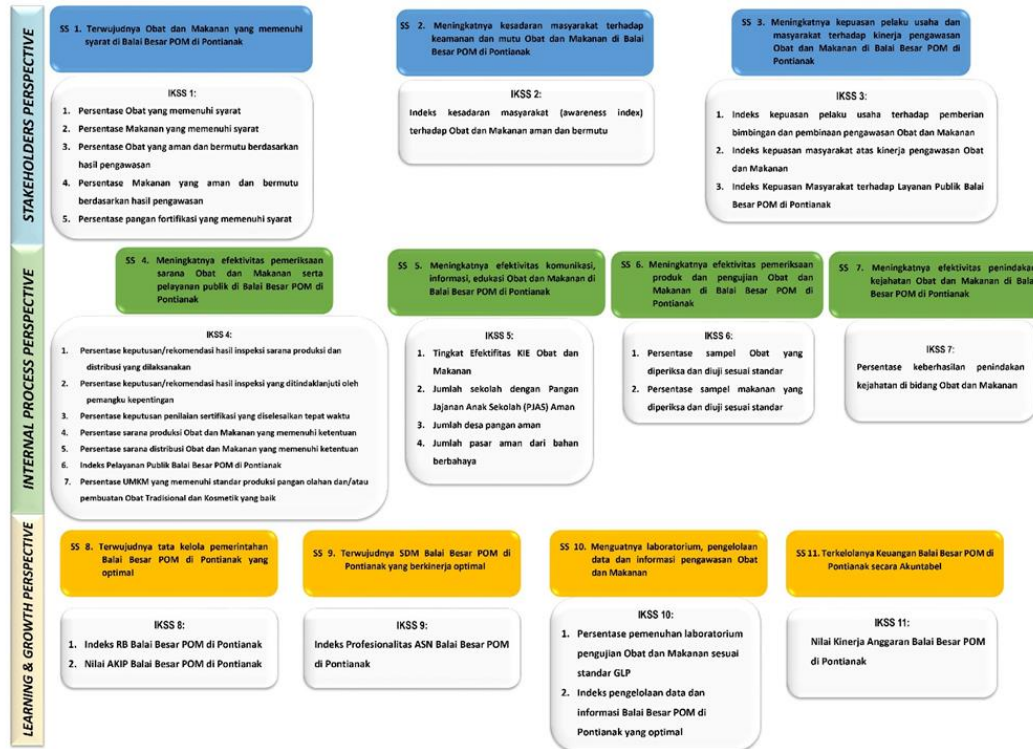 STAKEHOLDERS PERSPECTIVE
SS 1. Terwujudnya Obat dan Makanan yang memenuhi
syarat di Balai Besar POM di Pontianak
IKSS 1:
1. Persentase Obat yang memenuhi syarat
2. Persentase Makanan yang memenuhi syarat
3. Persentase Obat yang aman dan bermutu berdasarkan
hasil pengawasan
4. Persentase Makanan yang aman dan bermutu
berdasarkan hasil pengawasan
5. Persentase pangan fortifikasi yang memenuhi syarat
SS 2. Meningkatnya kesadaran masyarakat terhadap
keamanan dan mutu Obat dan Makanan di Balai
Besar POM di Pontianak
IKSS 2:
Indeks kesadaran masyarakat (awareness index)
terhadap Obat dan Makanan aman dan bermutu
SS 3. Meningkatnya kepuasan pelaku usaha dan
masyarakat terhadap kinerja pengawasan
Obat dan Makanan di Balai Besar POM di
Pontianak
IKSS 3:
1. Indeks kepuasan pelaku usaha terhadap pemberian
bimbingan dan pembinaan pengawasan Obat dan Makanan
2. Indeks kepuasan masyarakat atas kinerja pengawasan Obat
dan Makanan
3. Indeks Kepuasan Masyarakat terhadap Layanan Publik Balai
Besar POM di Pontianak
INTERNAL PROCESS PERSPECTIVE
SS 4. Meningkatnya efektivitas pemeriksaan
sarana Obat dan Makanan serta
pelayanan publik di Balai Besar POM di
Pontianak
IKSS 4:
1. Persentase keputusan/rekomendasi hasil inspeksi sarana produksi dan
distribusi yang dilaksanakan
2. Persentase keputusan/rekomendasi hasil inspeksi yang ditindaklanjuti oleh
pemangku kepentingan
3. Persentase keputusan penilaian sertifikasi yang diselesaikan tepat waktu
4. Persentase sarana produksi Obat dan Makanan yang memenuhi ketentuan
5. Persentase sarana distribusi Obat dan Makanan yang memenuhi ketentuan
6. Indeks Pelayanan Publik Balai Besar POM di Pontianak
7. Persentase UMKM yang memenuhi standar produksi pangan olahan dan/atau
pembuatan Obat Tradisional dan Kosmetik yang baik
SS 5. Meningkatnya efektivitas komunikasi,
informasi, edukasi Obat dan Makanan di
Balai Besar POM di Pontianak
IKSS 5:
1. Tingkat Efektifitas KIE Obat dan
Makanan
2. Jumlah sekolah dengan Pangan
Jajanan Anak Sekolah (PJAS) Aman
3. Jumlah desa pangan aman
4. Jumlah pasar aman dari bahan
berbahaya
SS 6. Meningkatnya efektivitas pemeriksaan
produk dan pengujian Obat dan
Makanan di Balai Besar POM di
Pontianak
IKSS 6:
1. Persentase sampel Obat yang
diperiksa dan diuji sesuai standar
2. Persentase sampel makanan yang
diperiksa dan diuji sesuai standar
SS 7. Meningkatnya efektivitas penindakan
kejahatan Obat dan Makanan di Balai
Besar POM di Pontianak
IKSS 7:
Persentase keberhasilan penindakan
kejahatan di bidang Obat dan Makanan
LEARNING & GROWTH PERSPECTIVE
SS 8. Terwujudnya tata kelola pemerintahan
Balai Besar POM di Pontianak yang
optimal
IKSS 8:
1. Indeks RB Balai Besar POM di Pontianak
2. Nilai AKIP Balai Besar POM di Pontianak
SS 9. Terwujudnya SDM Balai Besar POM di
Pontianak yang berkinerja optimal
IKSS 9:
Indeks Profesionalitas ASN Balai Besar POM
di Pontianak
SS 10. Menguatnya laboratorium, pengelolaan
data dan informasi pengawasan Obat
dan Makanan
IKSS 10:
1. Persentase pemenuhan laboratorium
pengujian Obat dan Makanan sesuai
standar GLP
2. Indeks pengelolaan data dan
informasi Balai Besar POM di
Pontianak yang optimal
SS 11. Terkelolanya Keuangan Balai Besar POM di
Pontianak secara Akuntabel
IKSS 11:
Nilai Kinerja Anggaran Balai Besar POM
di Pontianak